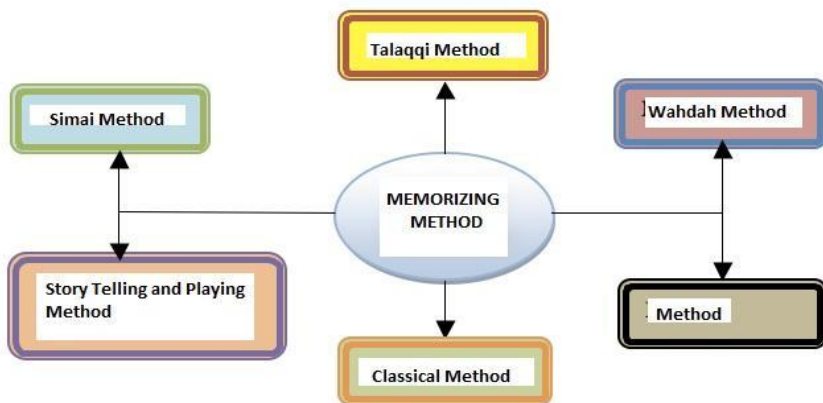 Talaqqi Method
Simai Method
Wahdah Method
MEMORIZING
METHOD
Story Telling and Playing
Method
Method
Classical Method